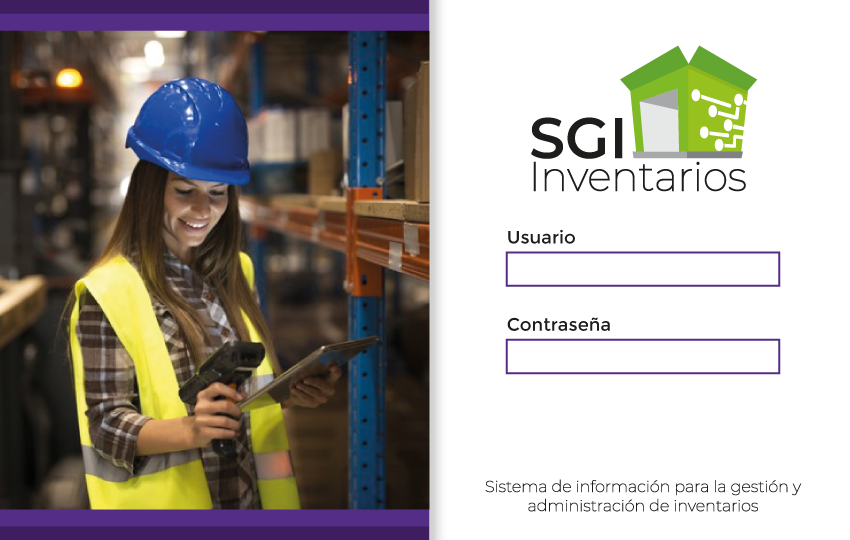 SGI
Inventarios
Usuario
Contraseña
Sistema de información para la gestión y
administración de inventarios